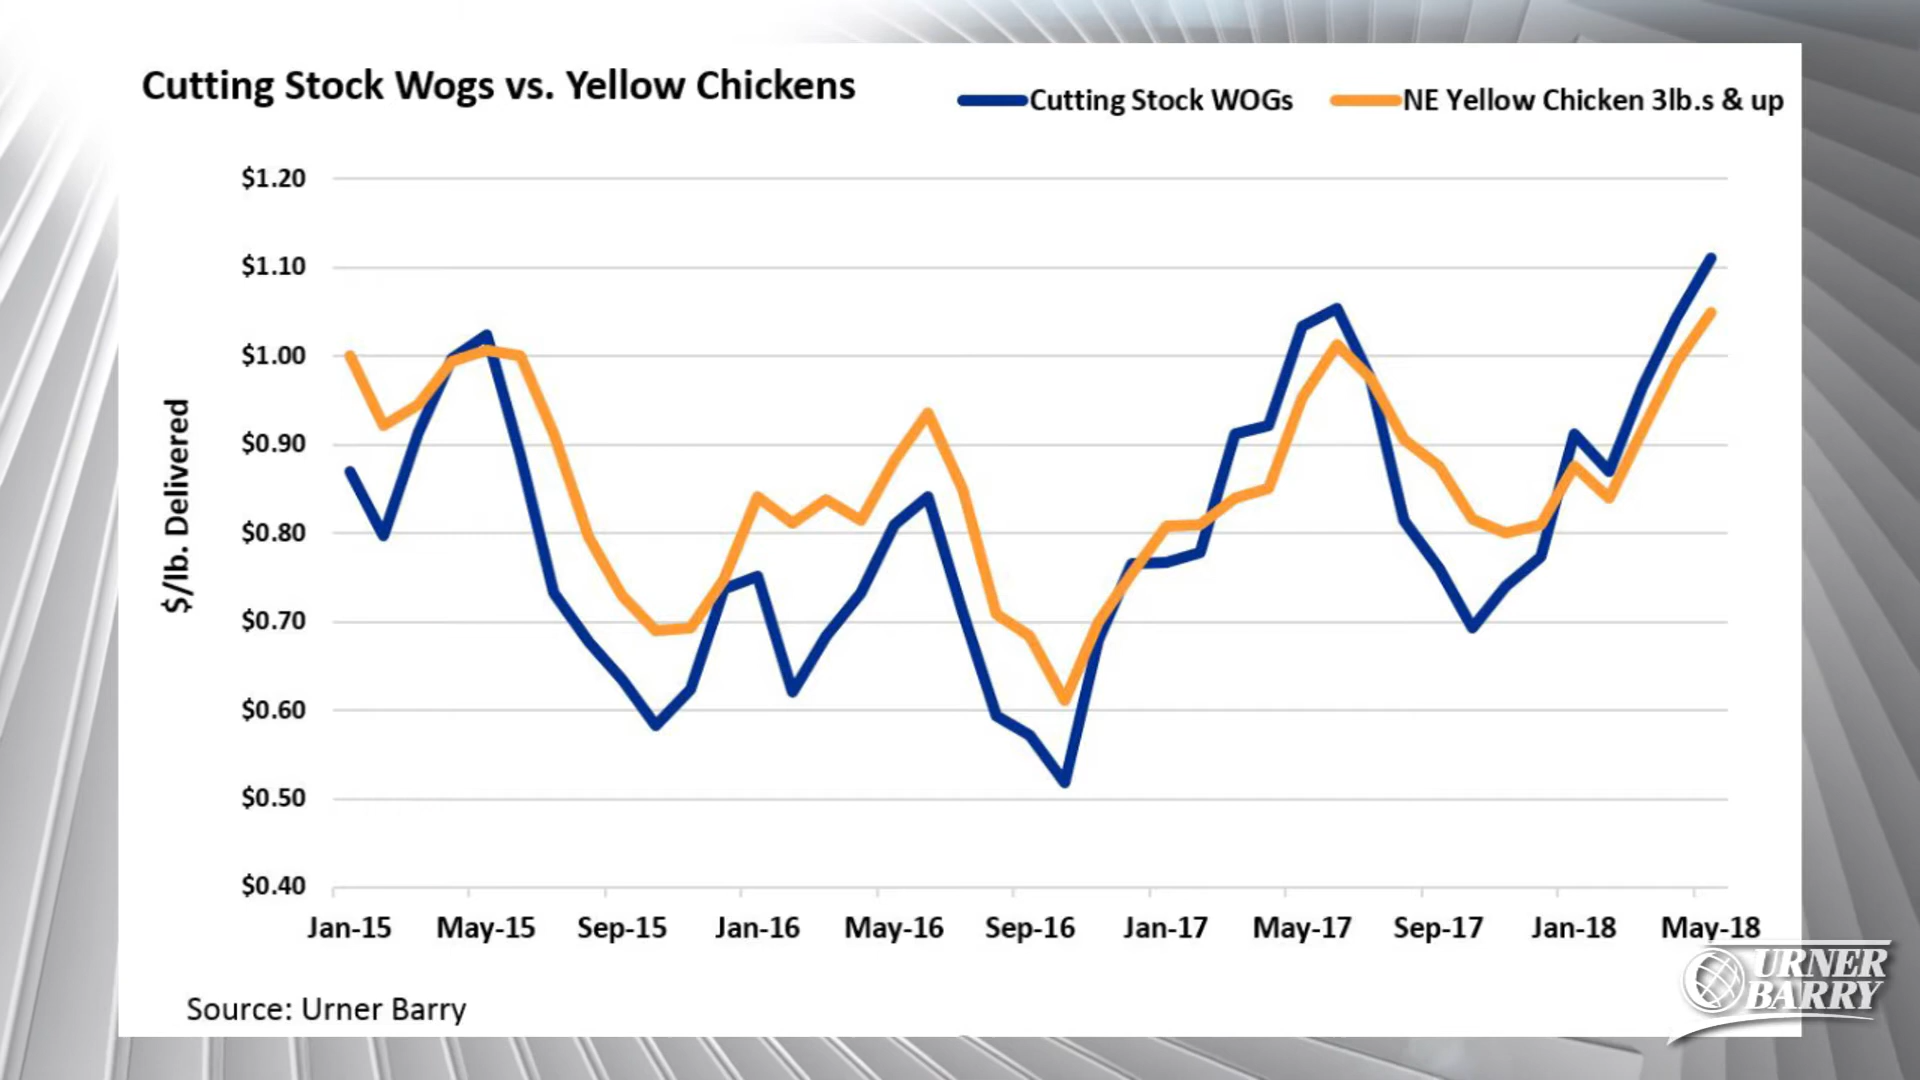 Cutting Stock Wogs vs. Yellow Chickens
Cutting Stock WOGs
NE Yellow Chicken 3lb.s & up
$/lb. Delivered
$1.20
$1.10
$1.00
$0.90
$0.80
$0.70
$0.60
$0.50
$0.40
Jan-15 May-15 Sep-15 Jan-16 May-16 Sep-16 Jan-17 May-17 Sep-17 Jan-18 May-18
Source: Urner Barry
URNER
BARRY